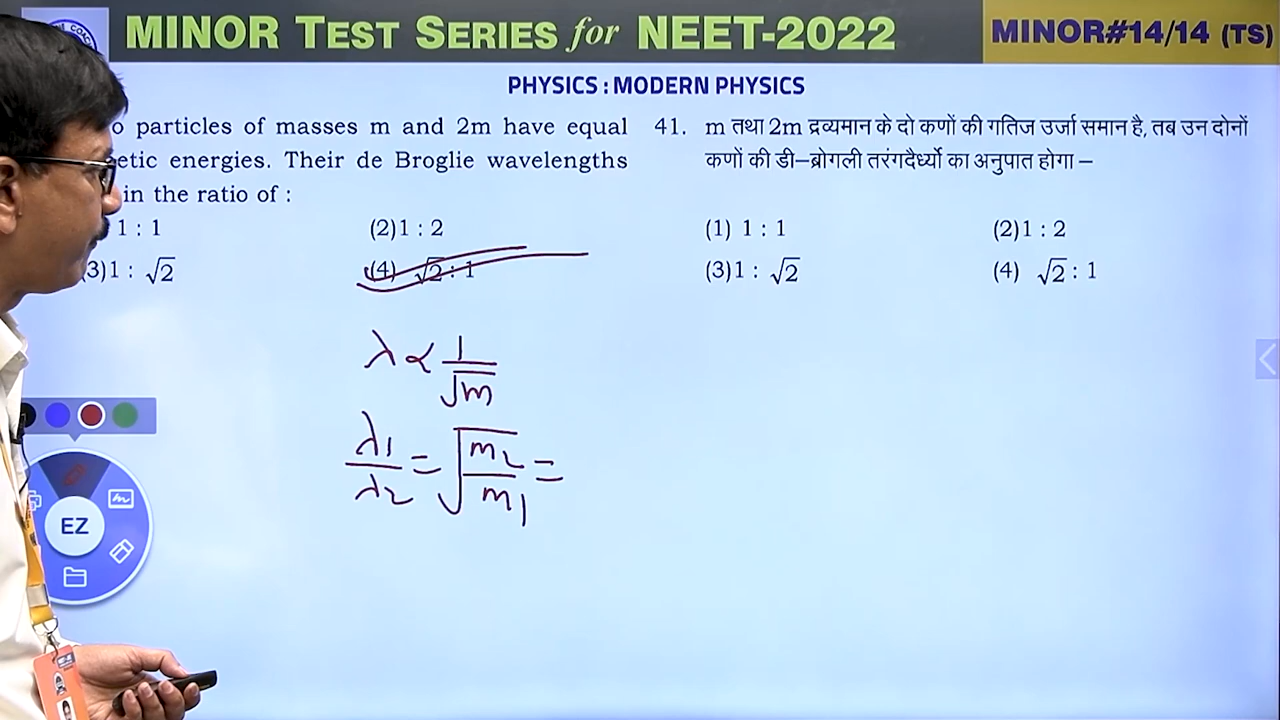 MINOR TEST SERIES for NEET-2022
MINOR#14/14 (TS)
PHYSICS : MODERN PHYSICS
o particles of masses m and 2m have equal
etic energies. Their de Broglie wavelengths
in the ratio of :
1 : 1
(2)1 : 2
(3)1 : √2
(4) √2 : 1
41. m तथा 2m द्रव्यमान के दो कणों की गतिज उर्जा समान है, तब उन दोनों
कणों की डी–ब्रोगली तरंगदैर्ध्यो का अनुपात होगा –
(1) 1 : 1
(2)1 : 2
(3)1 : √2
(4) √2 : 1
λ ∝ 1/√m
λ1/λ2 = √(m2/m1) =
EZ